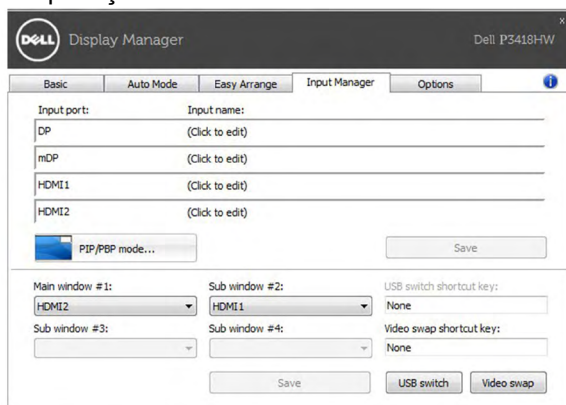 DELL Display Manager
Dell P3418HW
x
Basic Auto Mode Easy Arrange Input Manager Options i
Input port: Input name:
DP (Click to edit)
mDP (Click to edit)
HDMI1 (Click to edit)
HDMI2 (Click to edit)
PIP/PBP mode... Save
Main window #1: Sub window #2: USB switch shortcut key:
HDMI2 HDMI1 None
Sub window #3: Sub window #4: Video swap shortcut key:
None
Save USB switch Video swap